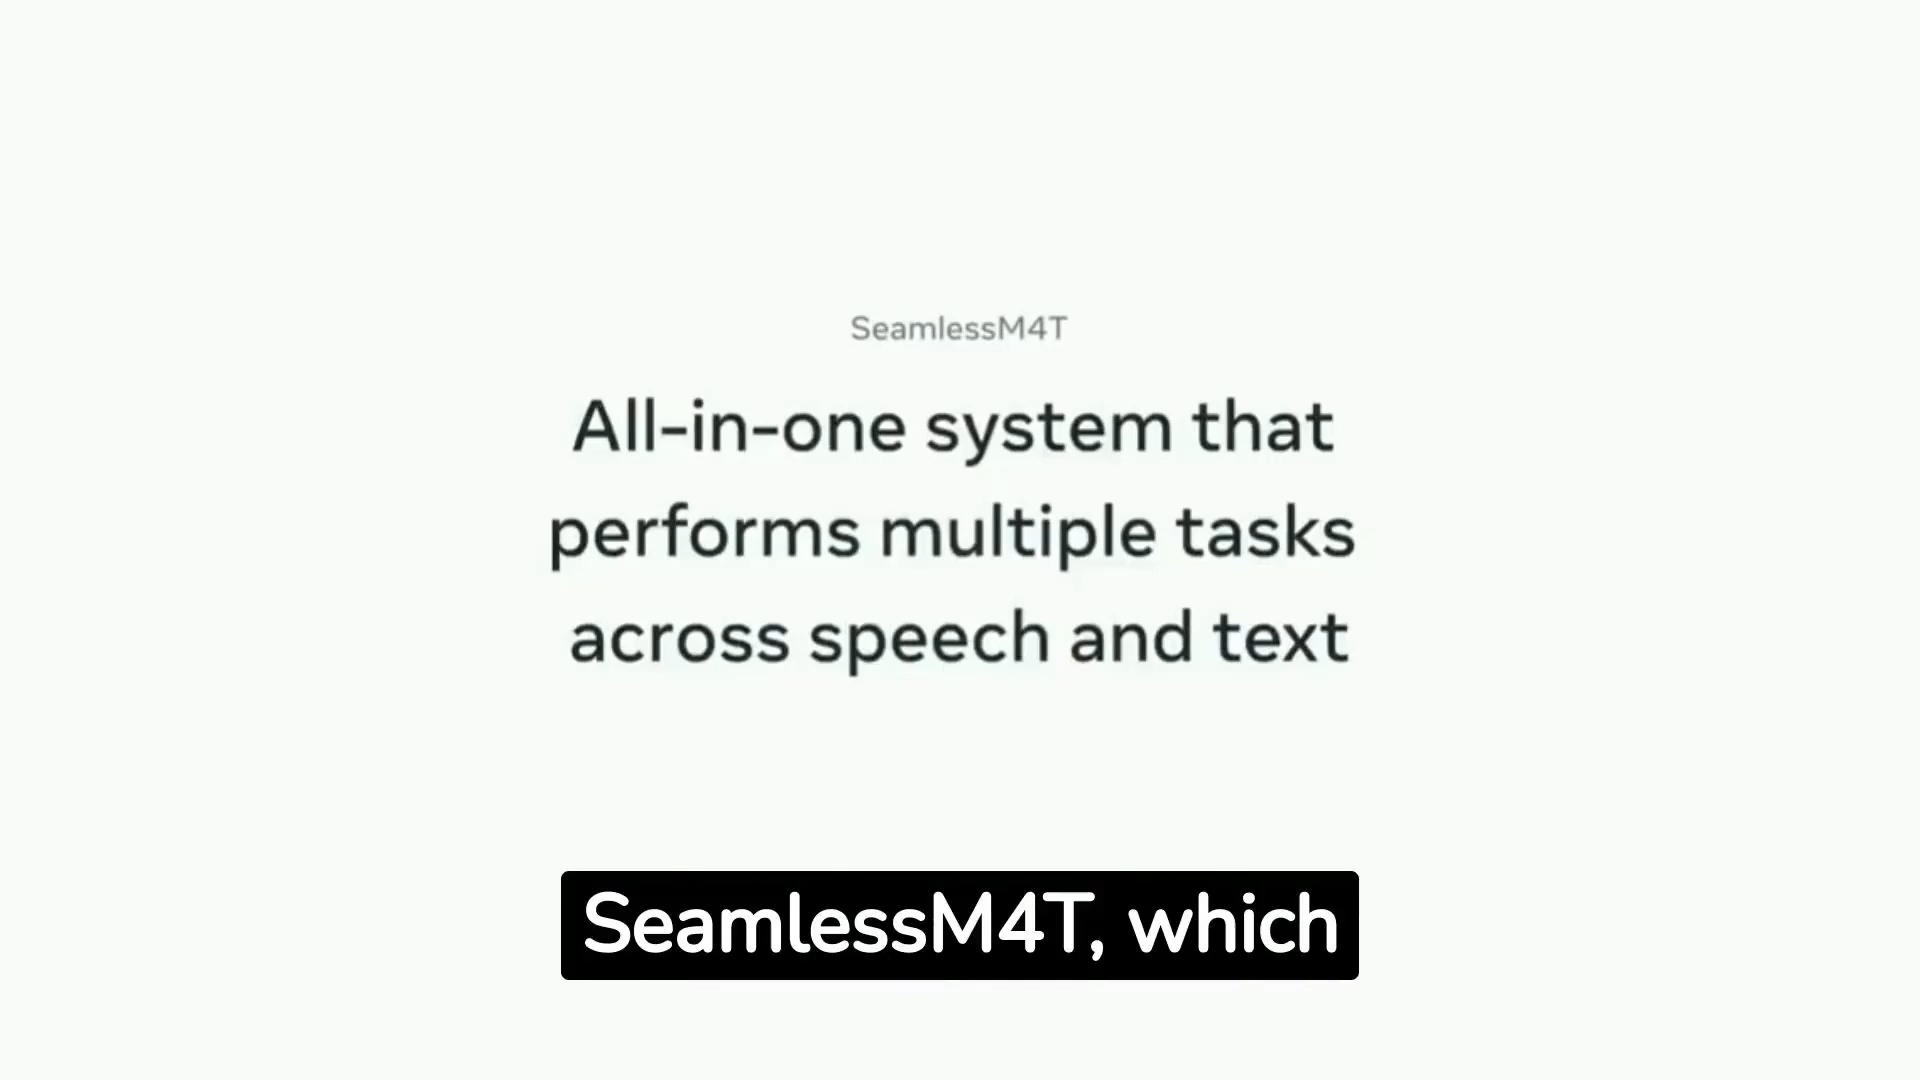 SeamlessM4T
All-in-one system that
performs multiple tasks
across speech and text
SeamlessM4T, which